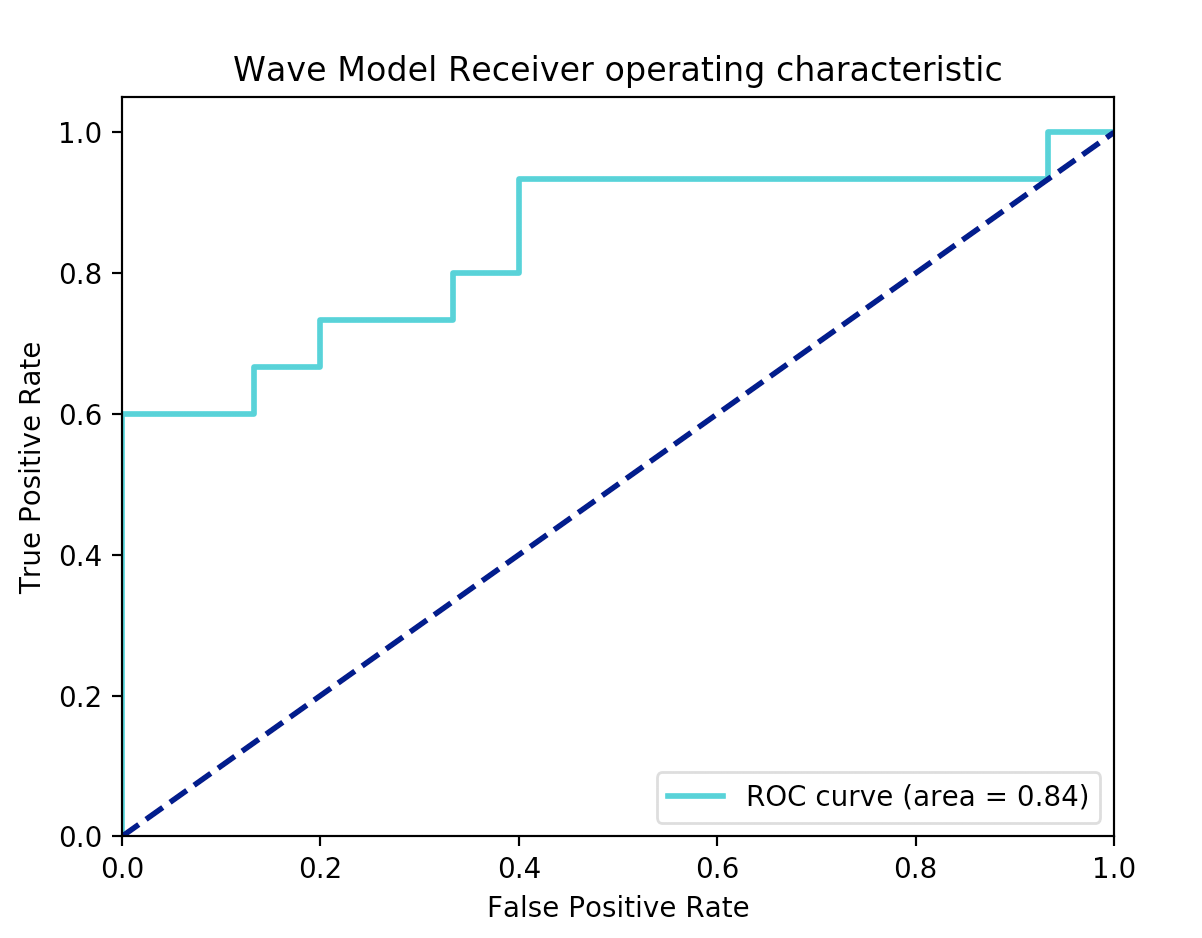 Wave Model Receiver operating characteristic
True Positive Rate
1.0
0.8
0.6
0.4
0.2
0.0
ROC curve (area = 0.84)
0.0 0.2 0.4 0.6 0.8 1.0
False Positive Rate